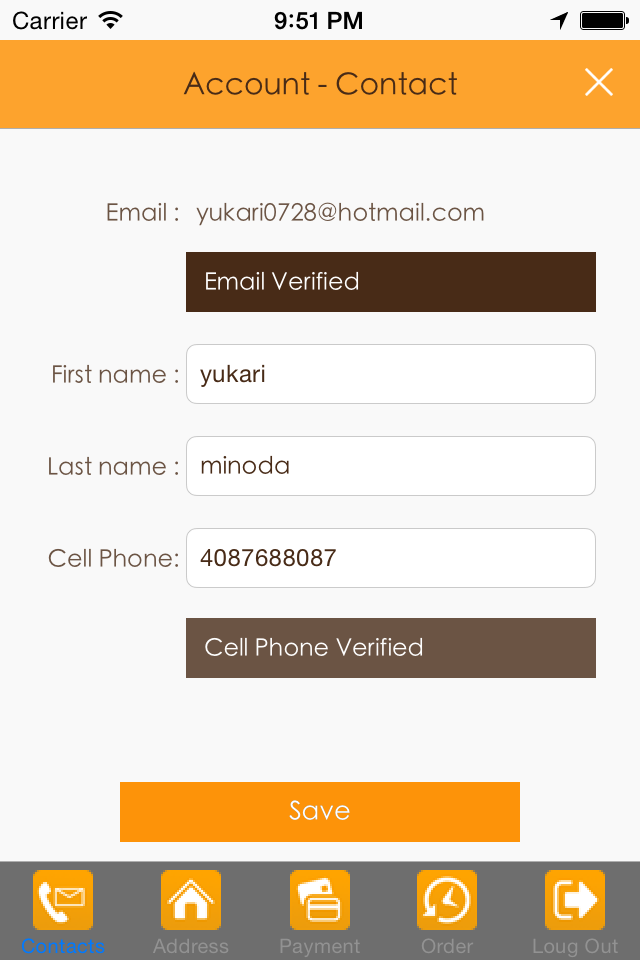 Carrier 9:51 PM
Account - Contact
Email : yukari0728@hotmail.com
Email Verified
First name : yukari
Last name : minoda
Cell Phone: 4087688087
Cell Phone Verified
Save
Contacts Address Payment Order Loug Out